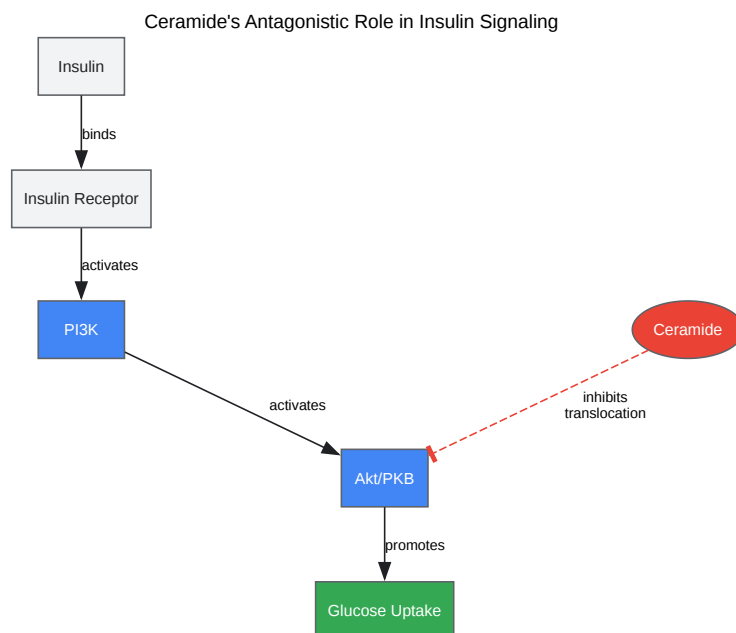 Ceramide's Antagonistic Role in Insulin Signaling
Insulin
binds
Insulin Receptor
activates
PI3K
Ceramide
activates
inhibits
translocation
Akt/PKB
promotes
Glucose Uptake